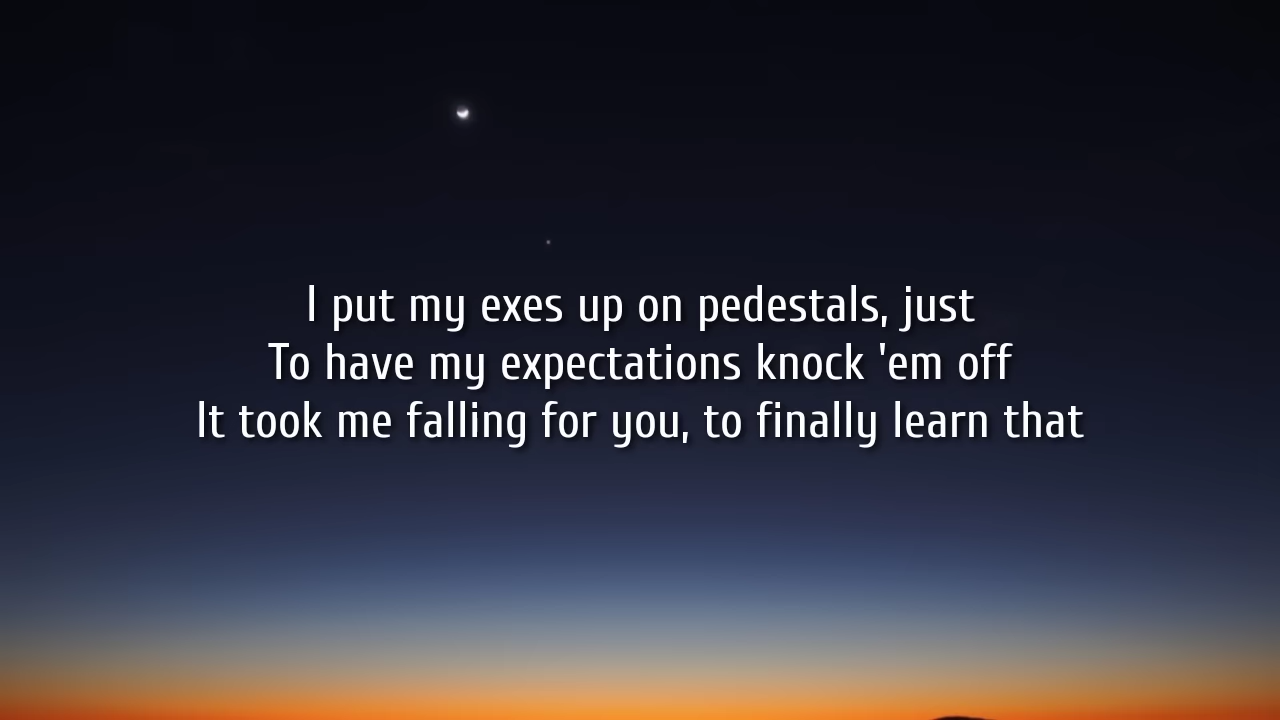 I put my exes up on pedestals, just
To have my expectations knock 'em off
It took me falling for you, to finally learn that